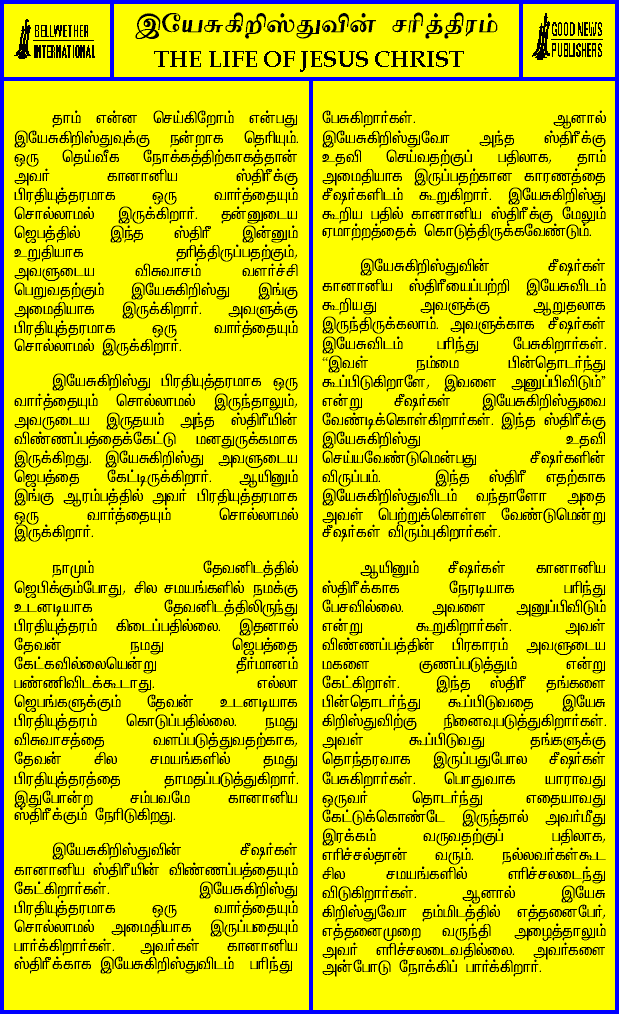 BELLWETHER
INTERNATIONAL
இயேசுகிறிஸ்துவின் சரித்திரம்
THE LIFE OF JESUS CHRIST
GOOD NEWS
PUBLISHERS
தாம் என்ன செய்கிறோம் என்பது
இயேசுகிறிஸ்துவுக்கு நன்றாக தெரியும்.
ஒரு தெய்வீக நோக்கத்திற்காகத்தான்
அவர் கானானிய ஸ்திரீக்கு
பிரதியுத்தரமாக ஒரு வார்த்தையும்
சொல்லாமல் இருக்கிறார். தன்னுடைய
ஜெபத்தில் இந்த ஸ்திரீ இன்னும்
உறுதியாக தரித்திருப்பதற்கும்,
அவளுடைய விசுவாசம் வளர்ச்சி
பெறுவதற்கும் இயேசுகிறிஸ்து இங்கு
அமைதியாக இருக்கிறார். அவளுக்கு
பிரதியுத்தரமாக ஒரு வார்த்தையும்
சொல்லாமல் இருக்கிறார்.
இயேசுகிறிஸ்து பிரதியுத்தரமாக ஒரு
வார்த்தையும் சொல்லாமல் இருந்தாலும்,
அவருடைய இருதயம் அந்த ஸ்திரீயின்
விண்ணப்பத்தைக்கேட்டு மனதுருக்கமாக
இருக்கிறது. இயேசுகிறிஸ்து அவளுடைய
ஜெபத்தை கேட்டிருக்கிறார். ஆயினும்
இங்கு ஆரம்பத்தில் அவர் பிரதியுத்தரமாக
ஒரு வார்த்தையும் சொல்லாமல்
இருக்கிறார்.
நாமும் தேவனிடத்தில்
ஜெபிக்கும்போது, சில சமயங்களில் நமக்கு
உடனடியாக தேவனிடத்திலிருந்து
பிரதியுத்தரம் கிடைப்பதில்லை. இதனால்
தேவன் நமது ஜெபத்தை
கேட்கவில்லையென்று தீர்மானம்
பண்ணிவிடக்கூடாது. எல்லா
ஜெபங்களுக்கும் தேவன் உடனடியாக
பிரதியுத்தரம் கொடுப்பதில்லை. நமது
விசுவாசத்தை வளப்படுத்துவதற்காக,
தேவன் சில சமயங்களில் தமது
பிரதியுத்தரத்தை தாமதப்படுத்துகிறார்.
இதுபோன்ற சம்பவமே கானானிய
ஸ்திரீக்கும் நேரிடுகிறது.
இயேசுகிறிஸ்துவின் சீஷர்கள்
கானானிய ஸ்திரீயின் விண்ணப்பத்தையும்
கேட்கிறார்கள். இயேசுகிறிஸ்து
பிரதியுத்தரமாக ஒரு வார்த்தையும்
சொல்லாமல் அமைதியாக இருப்பதையும்
பார்க்கிறார்கள். அவர்கள் கானானிய
ஸ்திரீக்காக இயேசுகிறிஸ்துவிடம் பரிந்து
பேசுகிறார்கள். ஆனால்
இயேசுகிறிஸ்துவோ அந்த ஸ்திரீக்கு
உதவி செய்வதற்குப் பதிலாக, தாம்
அமைதியாக இருப்பதற்கான காரணத்தை
சீஷர்களிடம் கூறுகிறார். இயேசுகிறிஸ்து
கூறிய பதில் கானானிய ஸ்திரீக்கு மேலும்
ஏமாற்றத்தைக் கொடுத்திருக்கவேண்டும்.
இயேசுகிறிஸ்துவின் சீஷர்கள்
கானானிய ஸ்திரீயைப்பற்றி இயேசுவிடம்
கூறியது அவளுக்கு ஆறுதலாக
இருந்திருக்கலாம். அவளுக்காக சீஷர்கள்
இயேசுவிடம் பரிந்து பேசுகிறார்கள்.
“இவள் நம்மை பின்தொடர்ந்து
கூப்பிடுகிறாளே, இவளை அனுப்பிவிடும்”
என்று சீஷர்கள் இயேசுகிறிஸ்துவை
வேண்டிக்கொள்கிறார்கள். இந்த ஸ்திரீக்கு
இயேசுகிறிஸ்து உதவி
செய்யவேண்டுமென்பது சீஷர்களின்
விருப்பம். இந்த ஸ்திரீ எதற்காக
இயேசுகிறிஸ்துவிடம் வந்தாளோ அதை
அவள் பெற்றுக்கொள்ள வேண்டுமென்று
சீஷர்கள் விரும்புகிறார்கள்.
ஆயினும் சீஷர்கள் கானானிய
ஸ்திரீக்காக நேரடியாக பரிந்து
பேசவில்லை. அவளை அனுப்பிவிடும்
என்று கூறுகிறார்கள். அவள்
விண்ணப்பத்தின் பிரகாரம் அவளுடைய
மகளை குணப்படுத்தும் என்று
கேட்கிறாள். இந்த ஸ்திரீ தங்களை
பின்தொடர்ந்து கூப்பிடுவதை இயேசு
கிறிஸ்துவிற்கு நினைவுபடுத்துகிறார்கள்.
அவள் கூப்பிடுவது தங்களுக்கு
தொந்தரவாக இருப்பதுபோல சீஷர்கள்
பேசுகிறார்கள். பொதுவாக யாராவது
ஒருவர் தொடர்ந்து எதையாவது
கேட்டுக்கொண்டே இருந்தால் அவர்மீது
இரக்கம் வருவதற்குப் பதிலாக,
எரிச்சல்தான் வரும். நல்லவர்கள்கூட
சில சமயங்களில் எரிச்சலடைந்து
விடுகிறார்கள். ஆனால் இயேசு
கிறிஸ்துவோ தம்மிடத்தில் எத்தனைபேர்,
எத்தனைமுறை வருந்தி அழைத்தாலும்
அவர் எரிச்சலடைவதில்லை. அவர்களை
அன்போடு நோக்கிப் பார்க்கிறார்.